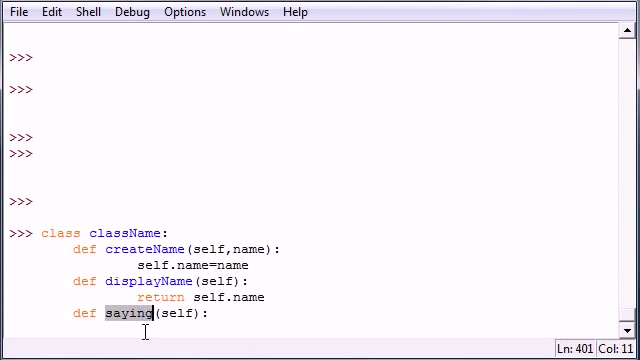 File Edit Shell Debug Options Windows Help
>>>
>>>
>>>
>>>
>>>
>>> class className:
def createName(self,name):
self.name=name
def displayName(self):
return self.name
def saying(self):
Ln: 401 Col: 11